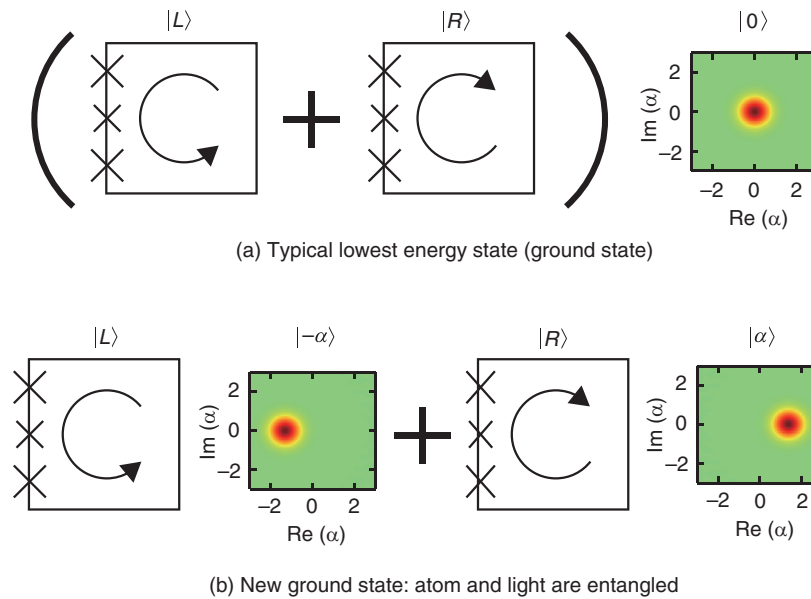 |L⟩ |R⟩ |0⟩
2
0
−2
Im (α)
−2 0 2
Re (α)
(a) Typical lowest energy state (ground state)
|L⟩ |−α⟩ |R⟩ |α⟩
2
0
−2
Im (α)
−2 0 2
Re (α)
2
0
−2
Im (α)
−2 0 2
Re (α)
(b) New ground state: atom and light are entangled